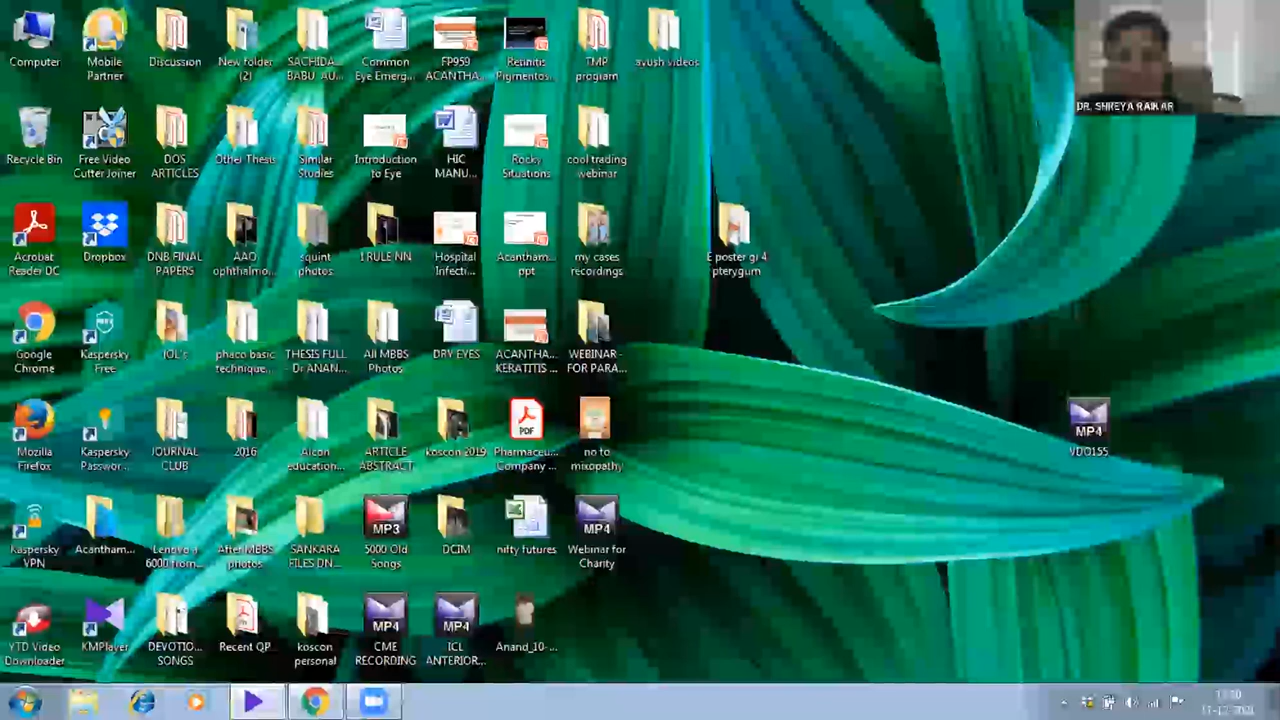 Computer
Mobile
Partner
Discussion
New folder
(2)
SACHIDA...
BABU_AU...
Common
Eye Emerg...
FP959
ACANTHA...
Retinitis
Pigmentos...
TMP
program
ayush videos
DR. SHREYA RAIKAR
Recycle Bin
Free Video
Cutter Joiner
DOS
ARTICLES
Other Thesis
Similar
Studies
Introduction
to Eye
HIC
MANU...
Rocky
Situations
cool trading
webinar
Acrobat
Reader DC
Dropbox
DNB FINAL
PAPERS
AAO
ophthalmo...
squint
photos
I RULE NN
Hospital
Infecti...
Acantham...
ppt
my cases
recordings
E poster gr 4
pterygum
Google
Chrome
Kaspersky
Free
IOL's
phaco basic
technique...
THESIS FULL
- Dr ANAN...
All MBBS
Photos
DRY EYES
ACANTHA...
KERATITIS ...
WEBINAR -
FOR PARA...
Mozilla
Firefox
Kaspersky
Passwor...
JOURNAL
CLUB
2016
Alcon
education...
ARTICLE
ABSTRACT
koscon 2019
PDF
Pharmaceu...
Company ...
no to
mixopathy
MP4
VDO155
Kaspersky
VPN
Acantham...
Lenovo a
6000 from...
After MBBS
photos
SANKARA
FILES DN...
MP3
5000 Old
Songs
DCIM
nifty futures
MP4
Webinar for
Charity
YTD Video
Downloader
KMPlayer
DEVOTIO...
SONGS
Recent QP...
koscon
personal
MP4
CME
RECORDING
MP4
ICL
ANTERIOR...
Anand_10-...